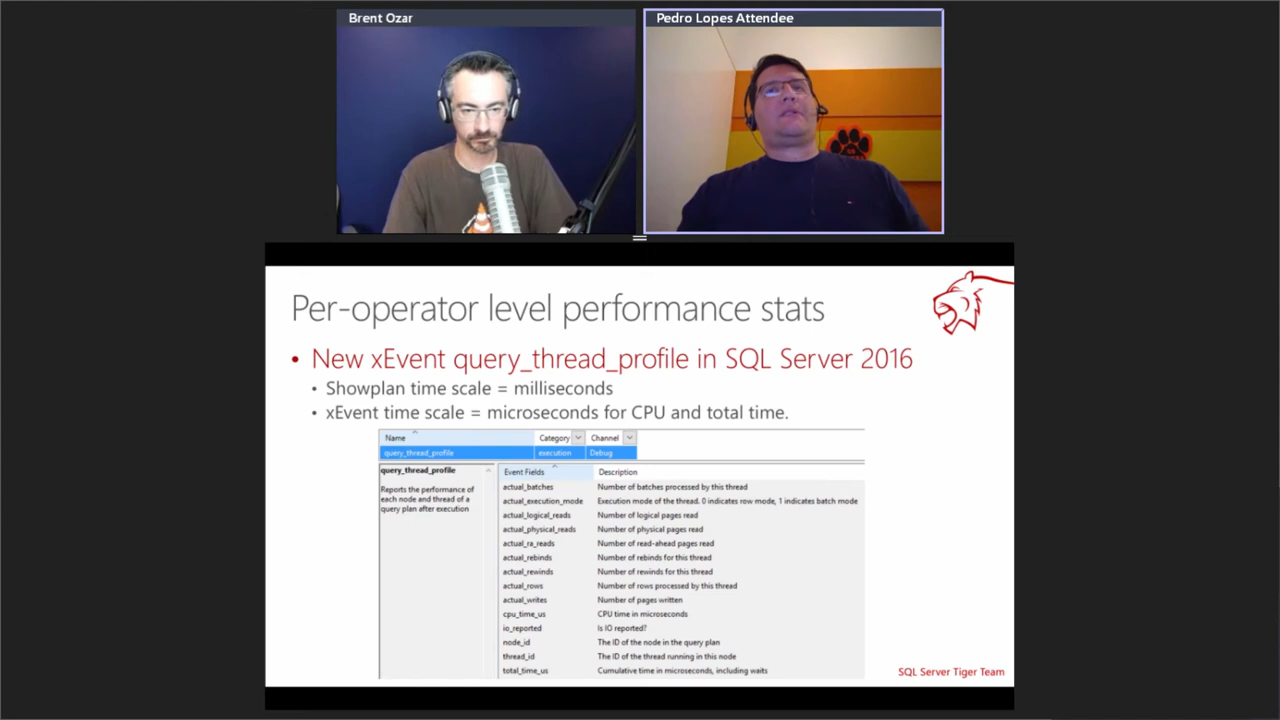 Brent Ozar
Pedro Lopes Attendee
Per-operator level performance stats
• New xEvent query_thread_profile in SQL Server 2016
• Showplan time scale = milliseconds
• xEvent time scale = microseconds for CPU and total time.
Name Category Channel
query_thread_profile execution Debug
query_thread_profile
Reports the performance of
each node and thread of a
query plan after execution
Event Fields Description
actual_batches Number of batches processed by this thread
actual_execution_mode Execution mode of the thread. 0 indicates row mode, 1 indicates batch mode
actual_logical_reads Number of logical pages read
actual_physical_reads Number of physical pages read
actual_ra_reads Number of read-ahead pages read
actual_rebinds Number of rebinds for this thread
actual_rewinds Number of rewinds for this thread
actual_rows Number of rows processed by this thread
actual_writes Number of pages written
cpu_time_us CPU time in microseconds
io_reported Is IO reported?
node_id The ID of the node in the query plan
thread_id The ID of the thread running in this node
total_time_us Cumulative time in microseconds, including waits
SQL Server Tiger Team